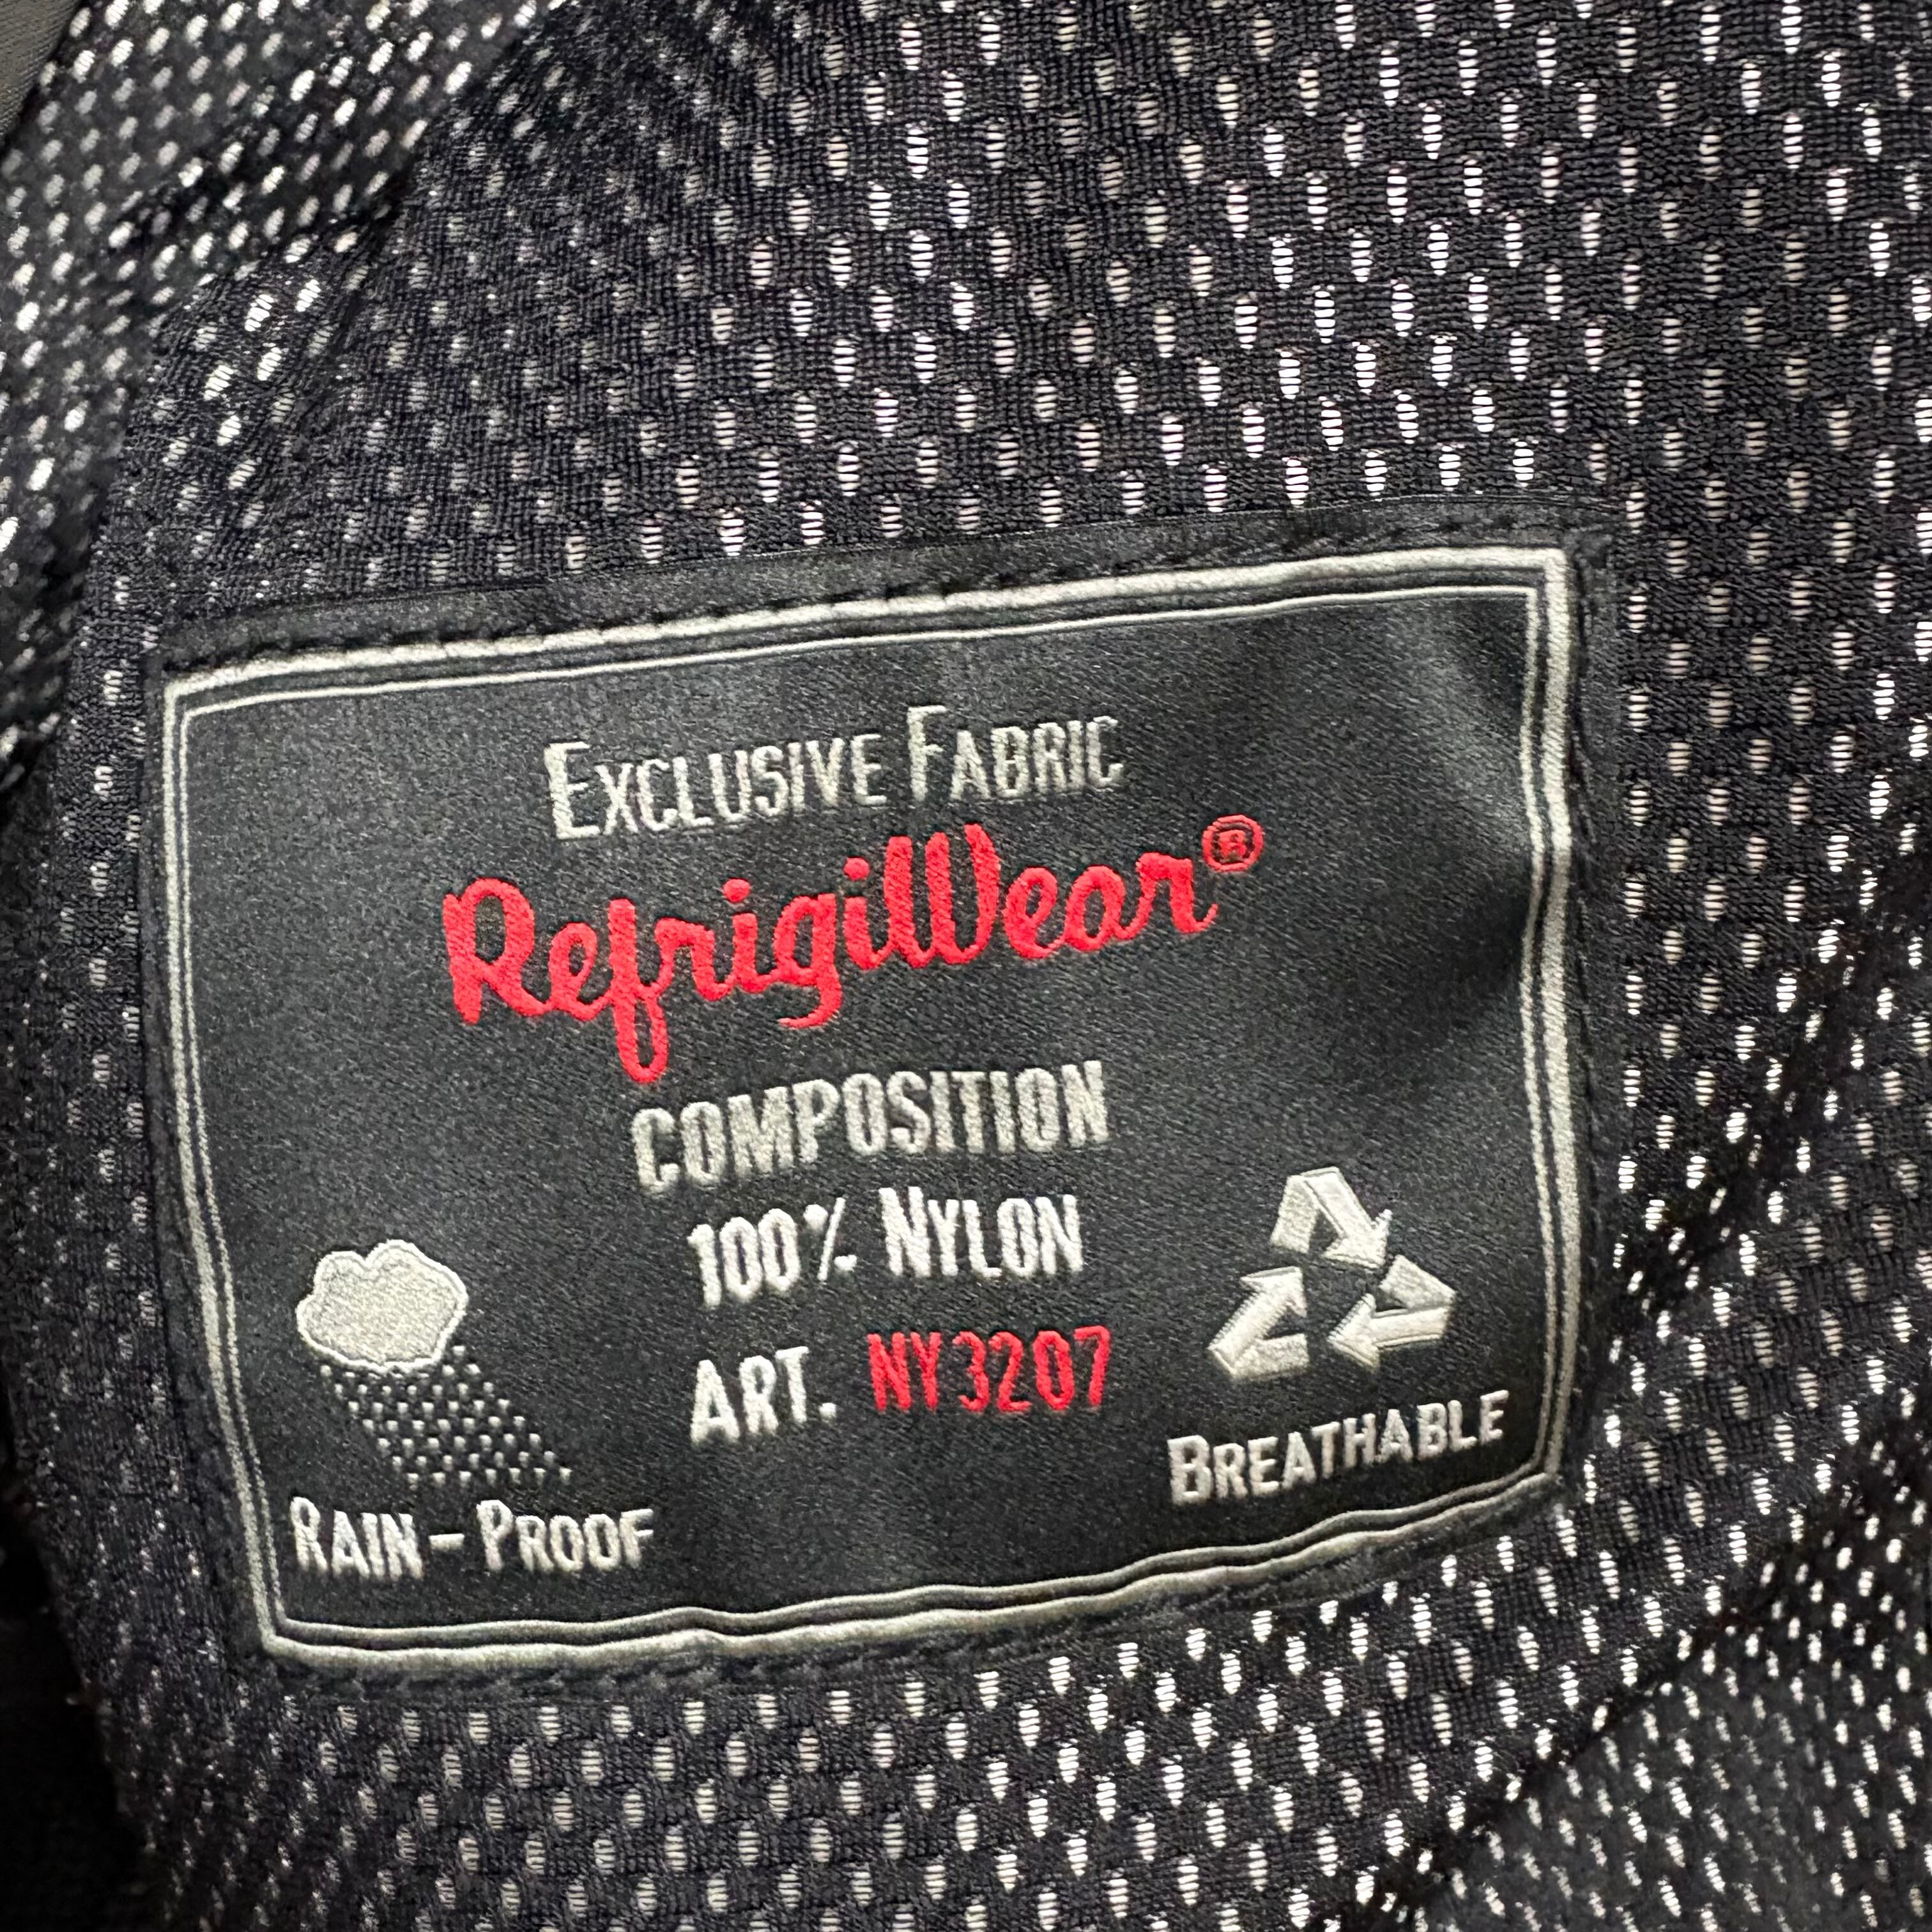 EXCLUSIVE FABRIC
RefrigiWear®
COMPOSITION
100% NYLON
ART. NY3207
RAIN-PROOF
BREATHABLE